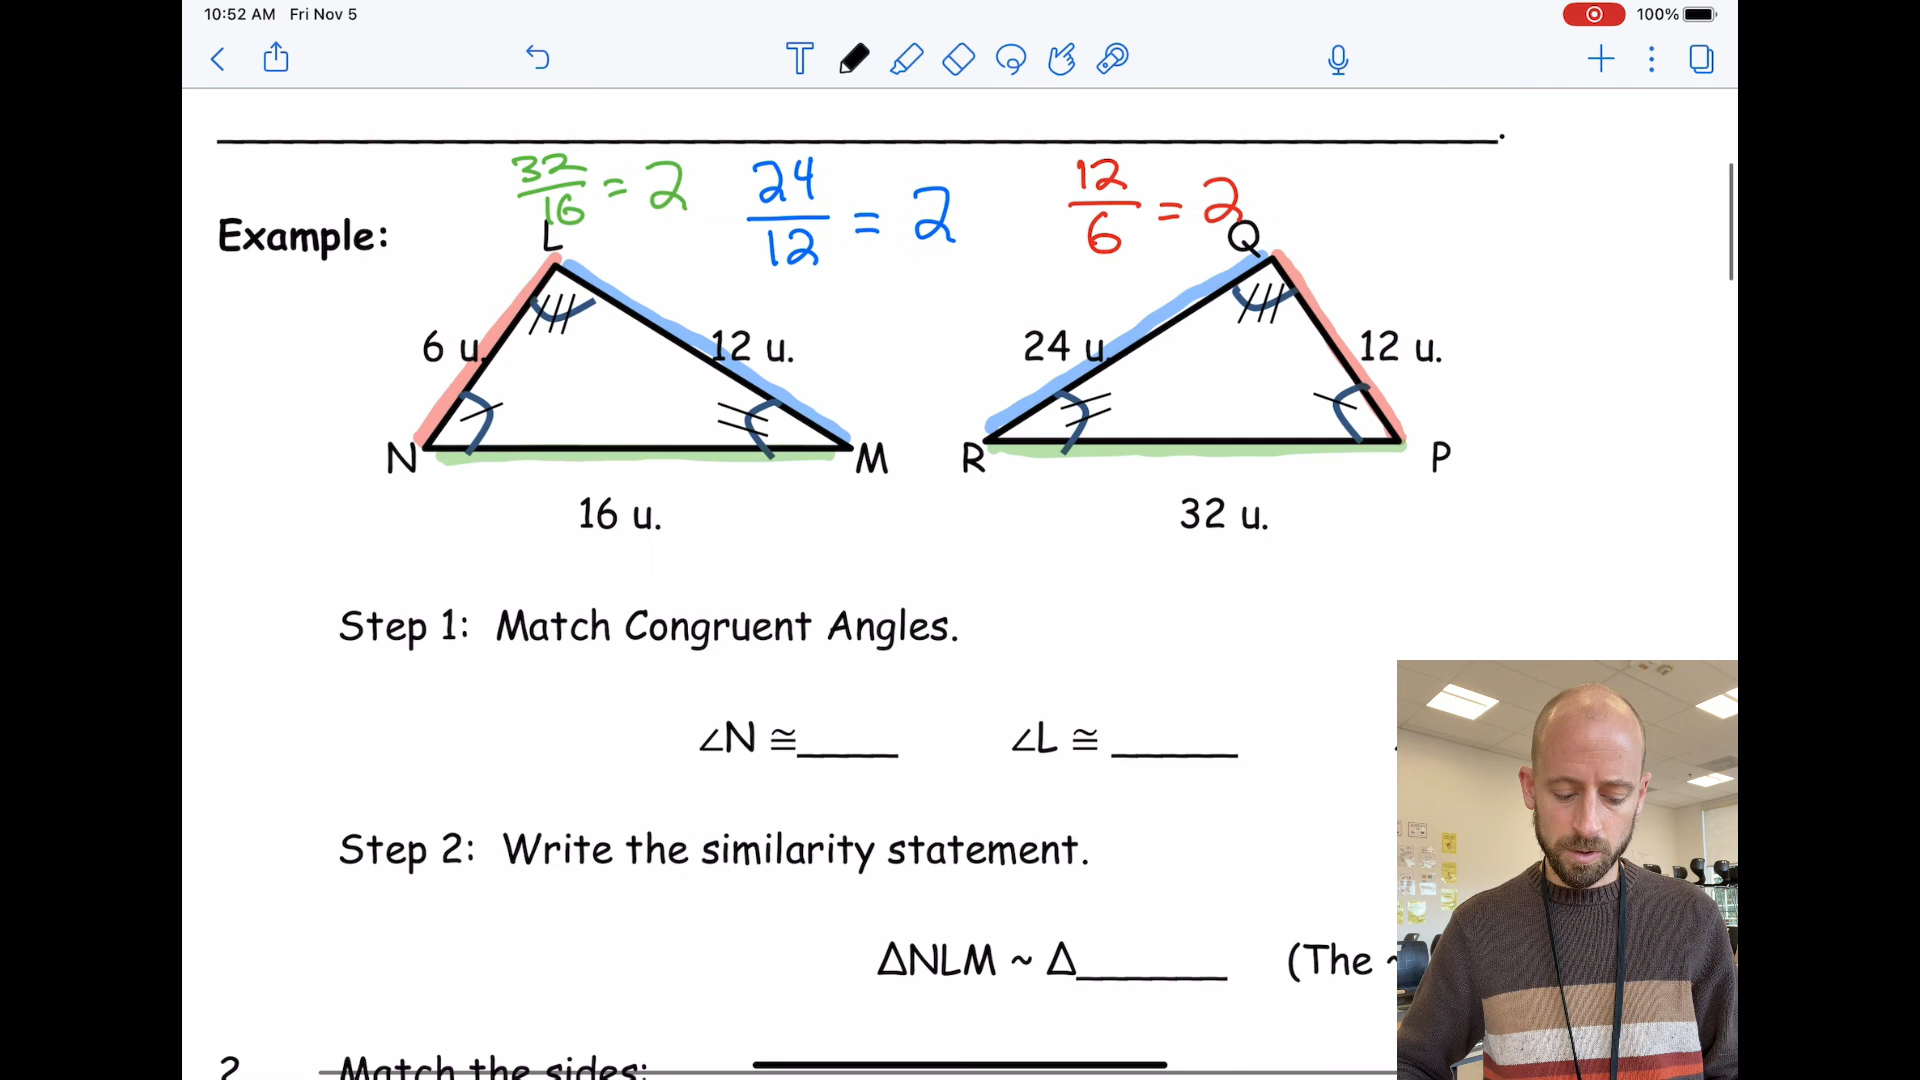 10:52 AM Fri Nov 5
100%
T
.
32/16 = 2 24/12 = 2 12/6 = 2
Example: L Q
6 u. 12 u. 24 u. 12 u.
N M R P
16 u. 32 u.
Step 1: Match Congruent Angles.
∠N ≅_____ ∠L ≅ ______
Step 2: Write the similarity statement.
ΔNLM ~ Δ_______ (The ~
2 Match the sides: